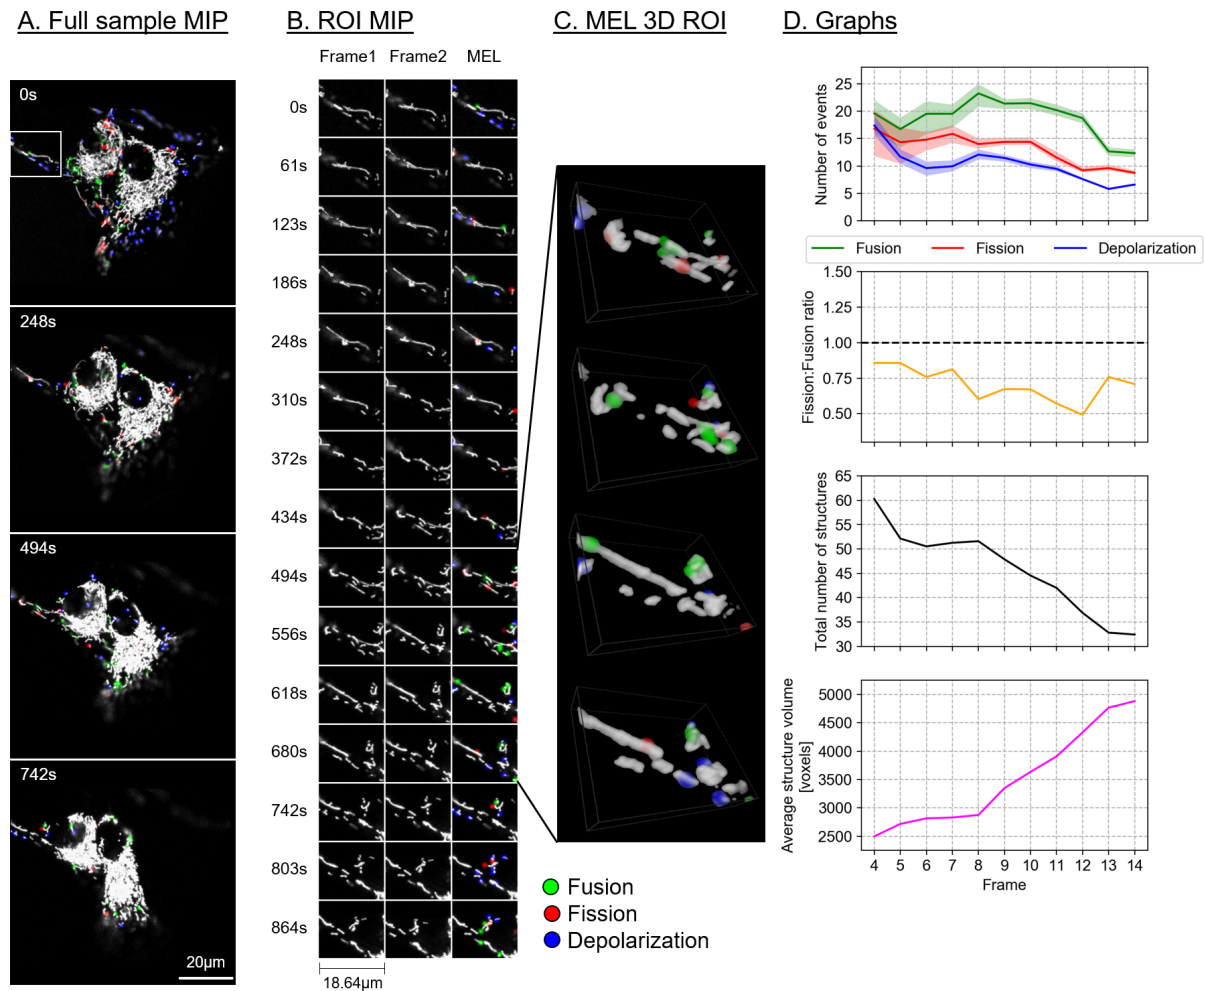 A. Full sample MIP
B. ROI MIP
C. MEL 3D ROI
D. Graphs
Frame1
Frame2
MEL
0s
248s
494s
742s
20μm
0s
61s
123s
186s
248s
310s
372s
434s
494s
556s
618s
680s
742s
803s
864s
18.64μm
Fusion
Fission
Depolarization
Number of events
25
20
15
10
5
0
Fusion
Fission
Depolarization
Fission:Fusion ratio
1.50
1.25
1.00
0.75
0.50
Total number of structures
65
60
55
50
45
40
35
30
Average structure volume
[voxels]
5000
4500
4000
3500
3000
2500
4 5 6 7 8 9 10 11 12 13 14
Frame